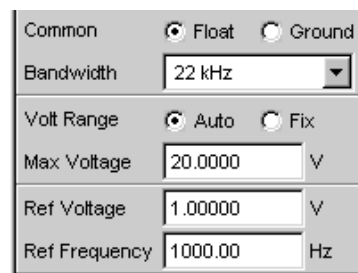 Common Float Ground
Bandwidth 22 kHz
Volt Range Auto Fix
Max Voltage 20.0000 V
Ref Voltage 1.00000 V
Ref Frequency 1000.00 Hz